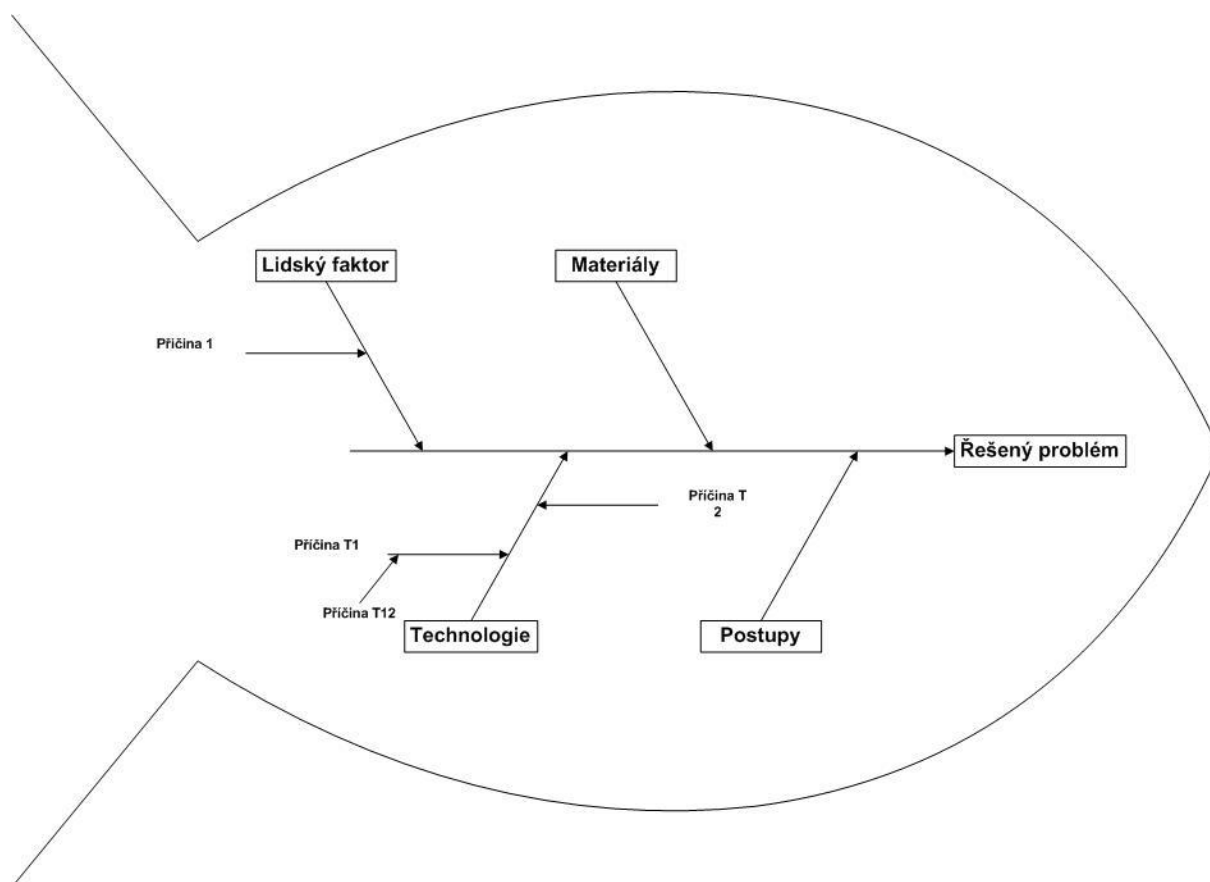 Lidský faktor
Materiály
Příčina 1
Řešený problém
Příčina T
2
Příčina T1
Příčina T12
Technologie
Postupy